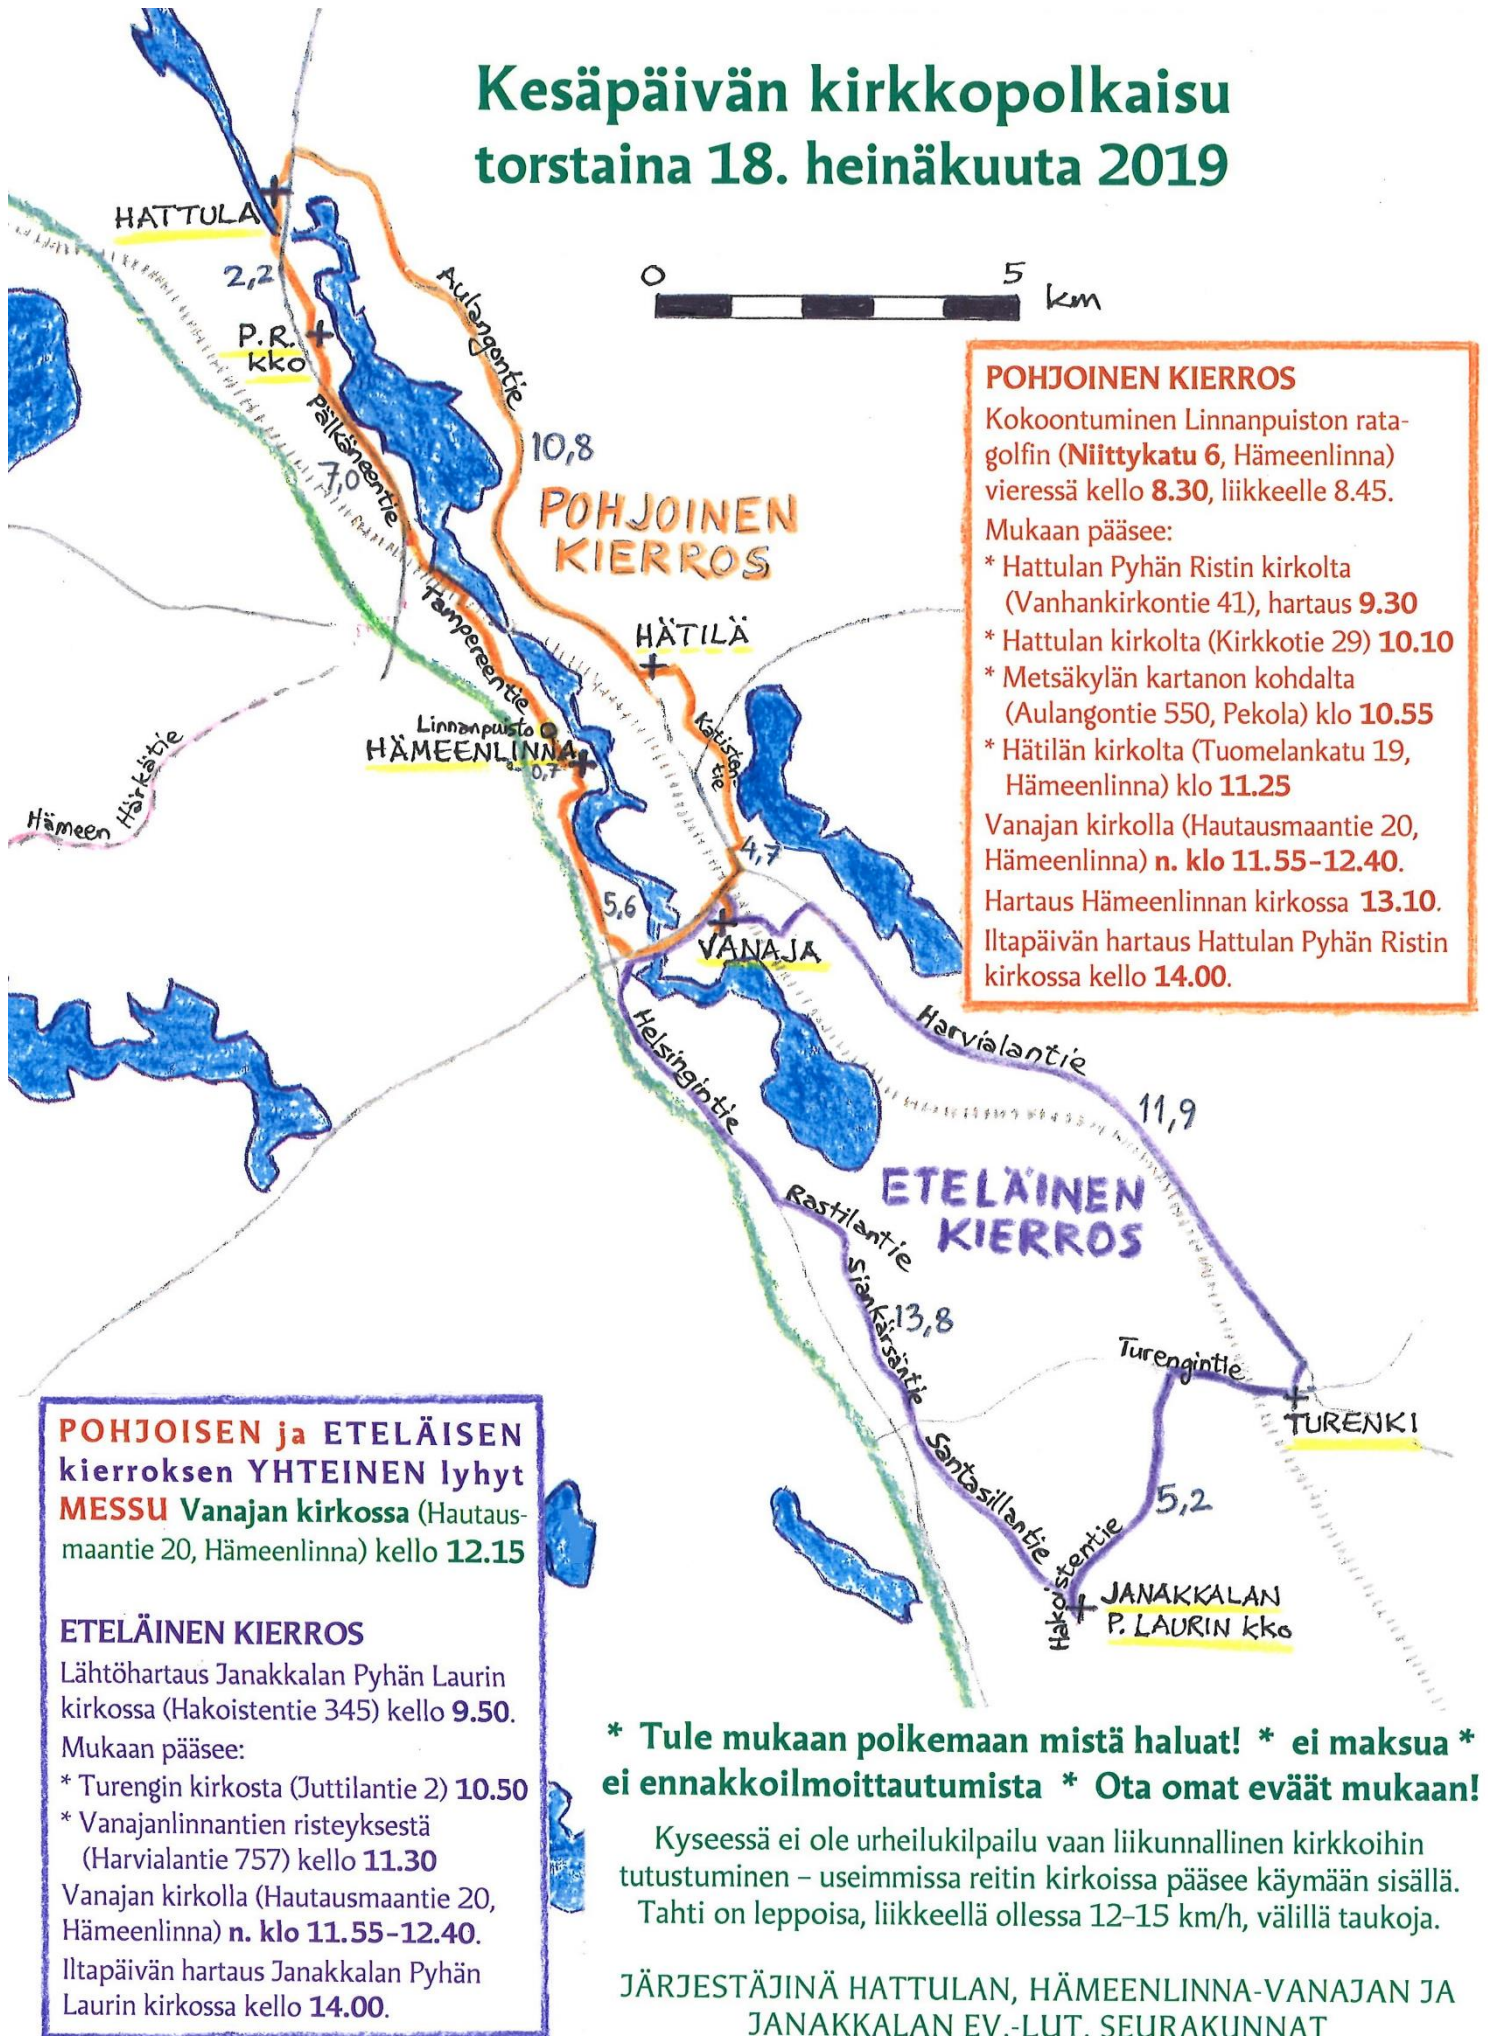 Kesäpäivän kirkkopolkaisu
torstaina 18. heinäkuuta 2019
HATTULA
2,2
P.R.
kko
Pälkäneentie
7,0
Aulangontie
10,8
0 5 km
POHJOINEN
KIERROS
Tampereentie
HÄTILÄ
Katistentie
Linnanpuisto
HÄMEENLINNA
0,7
Hämeen Härkätie
4,7
5,6
VANAJA
Harvialantie
Helsingintie
11,9
ETELÄINEN
KIERROS
Rastilantie
Siankärsäntie
13,8
Turengintie
TURENKI
Santasillantie
5,2
Hakoistentie
JANAKKALAN
P. LAURIN kko
POHJOINEN KIERROS
Kokoontuminen Linnanpuiston rata-
golfin (Niittykatu 6, Hämeenlinna)
vieressä kello 8.30, liikkeelle 8.45.
Mukaan pääsee:
* Hattulan Pyhän Ristin kirkolta
(Vanhankirkontie 41), hartaus 9.30
* Hattulan kirkolta (Kirkkotie 29) 10.10
* Metsäkylän kartanon kohdalta
(Aulangontie 550, Pekola) klo 10.55
* Hätilän kirkolta (Tuomelankatu 19,
Hämeenlinna) klo 11.25
Vanajan kirkolla (Hautausmaantie 20,
Hämeenlinna) n. klo 11.55–12.40.
Hartaus Hämeenlinnan kirkossa 13.10.
Iltapäivän hartaus Hattulan Pyhän Ristin
kirkossa kello 14.00.
POHJOISEN ja ETELÄISEN
kierroksen YHTEINEN lyhyt
MESSU Vanajan kirkossa (Hautaus-
maantie 20, Hämeenlinna) kello 12.15
ETELÄINEN KIERROS
Lähtöhartaus Janakkalan Pyhän Laurin
kirkossa (Hakoistentie 345) kello 9.50.
Mukaan pääsee:
* Turengin kirkosta (Juttilantie 2) 10.50
* Vanajanlinnantien risteyksestä
(Harvialantie 757) kello 11.30
Vanajan kirkolla (Hautausmaantie 20,
Hämeenlinna) n. klo 11.55–12.40.
Iltapäivän hartaus Janakkalan Pyhän
Laurin kirkossa kello 14.00.
* Tule mukaan polkemaan mistä haluat! * ei maksua *
ei ennakkoilmoittautumista * Ota omat eväät mukaan!
Kyseessä ei ole urheilukilpailu vaan liikunnallinen kirkkoihin
tutustuminen – useimmissa reitin kirkoissa pääsee käymään sisällä.
Tahti on leppoisa, liikkeellä ollessa 12–15 km/h, välillä taukoja.
JÄRJESTÄJINÄ HATTULAN, HÄMEENLINNA-VANAJAN JA
JANAKKALAN EV.-LUT. SEURAKUNNAT